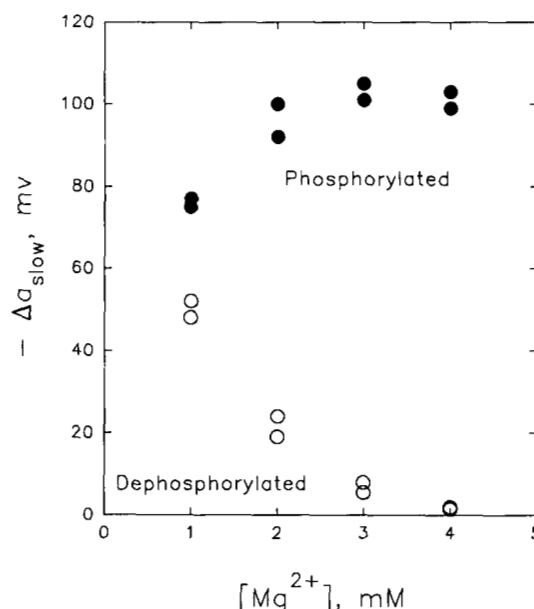 120
100
80
60
40
20
0
− Δa_slow, mv
Phosphorylated
Dephosphorylated
0 1 2 3 4 5
[Mg²⁺], mM